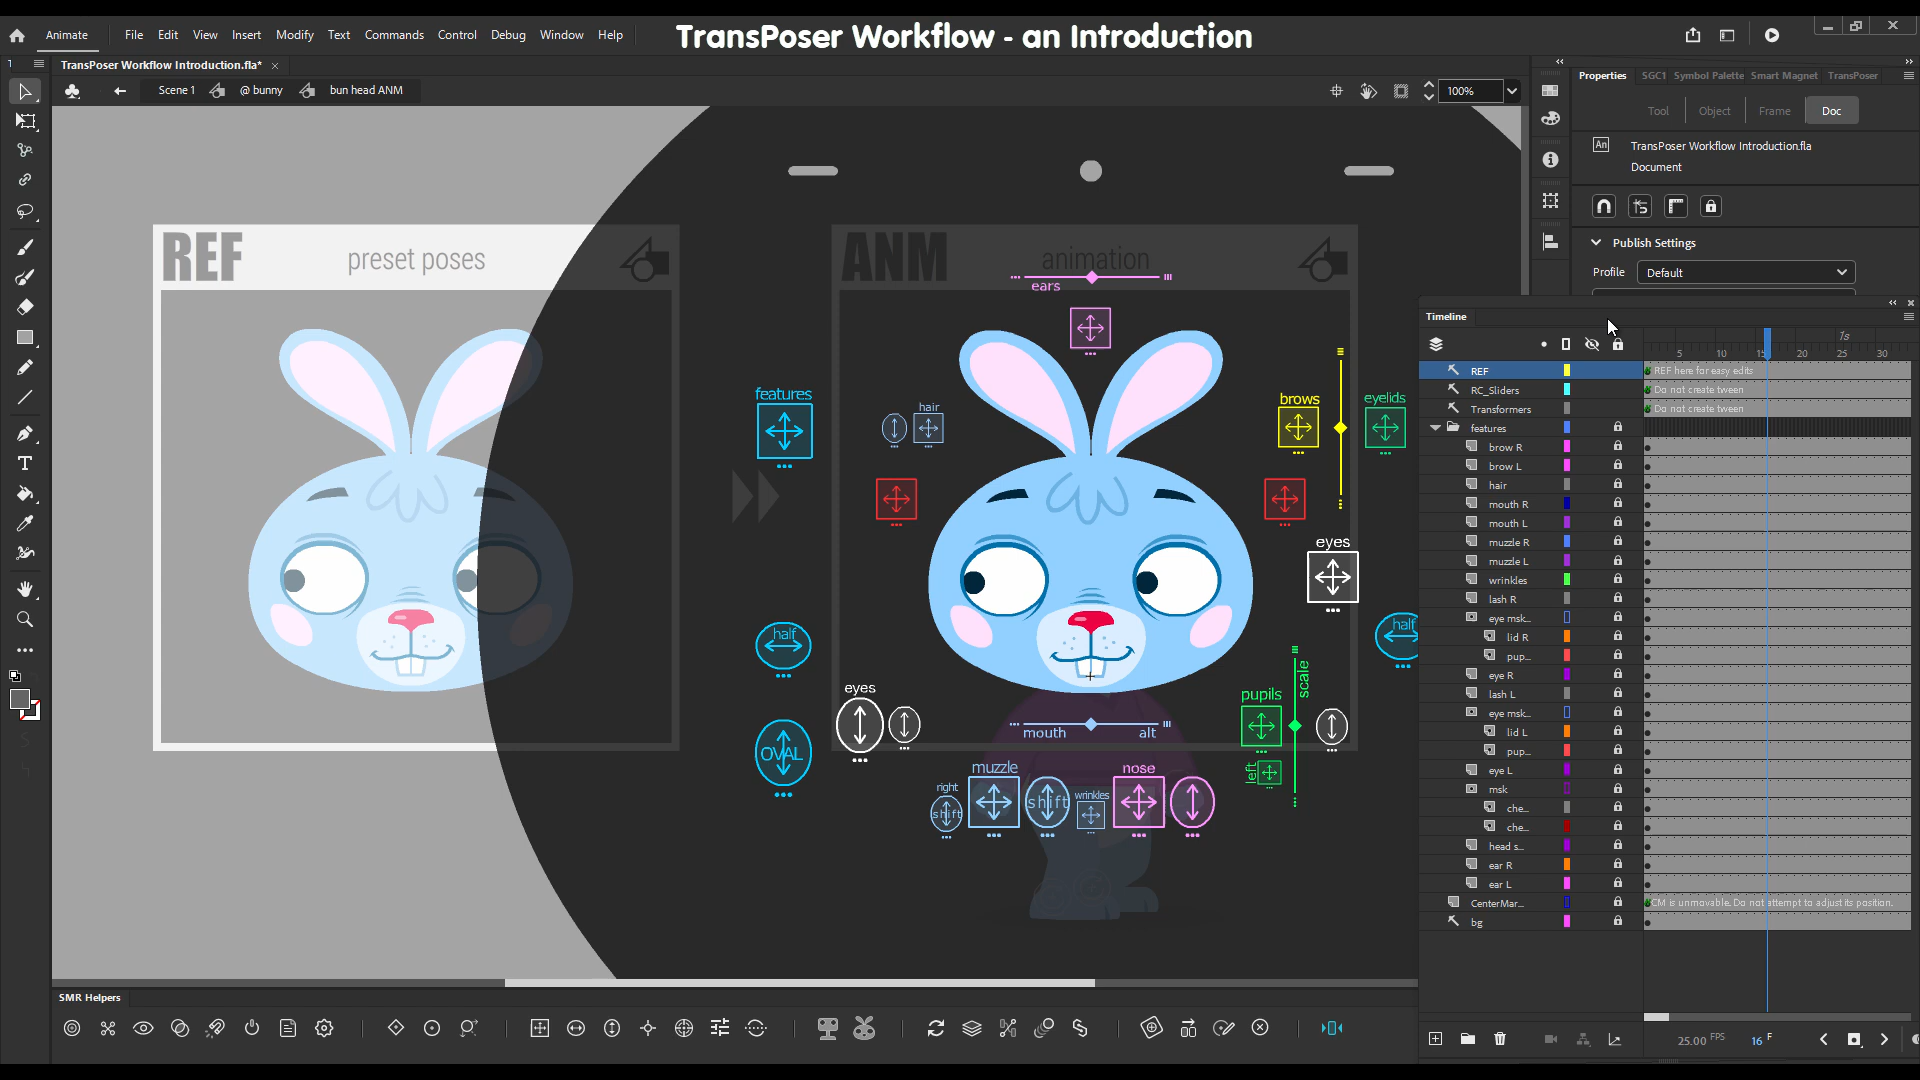 Animate
File Edit View Insert Modify Text Commands Control Debug Window Help
TransPoser Workflow - an Introduction
TransPoser Workflow Introduction.fla*
Scene 1 @ bunny bun head ANM
100%
REF preset poses
ANM animation
ears
features
hair
brows
eyelids
eyes
half
half
eyes
OVAL
mouth alt
pupils
scale
left
muzzle
nose
right
shift
shift
wrinkles
Properties SGC1 Symbol Palette Smart Magnet TransPoser
Tool Object Frame Doc
An TransPoser Workflow Introduction.fla
Document
Publish Settings
Profile Default
Timeline
1s
5 10 15 20 25 30
REF REF here for easy edits
RC_Sliders Do not create tween
Transformers Do not create tween
features
brow R
brow L
hair
mouth R
mouth L
muzzle R
muzzle L
wrinkles
lash R
eye msk...
lid R
pup...
eye R
lash L
eye msk...
lid L
pup...
eye L
msk
che...
che...
head s...
ear R
ear L
CenterMar... CM is unmovable. Do not attempt to adjust its position.
bg
25.00 FPS 16 F
SMR Helpers